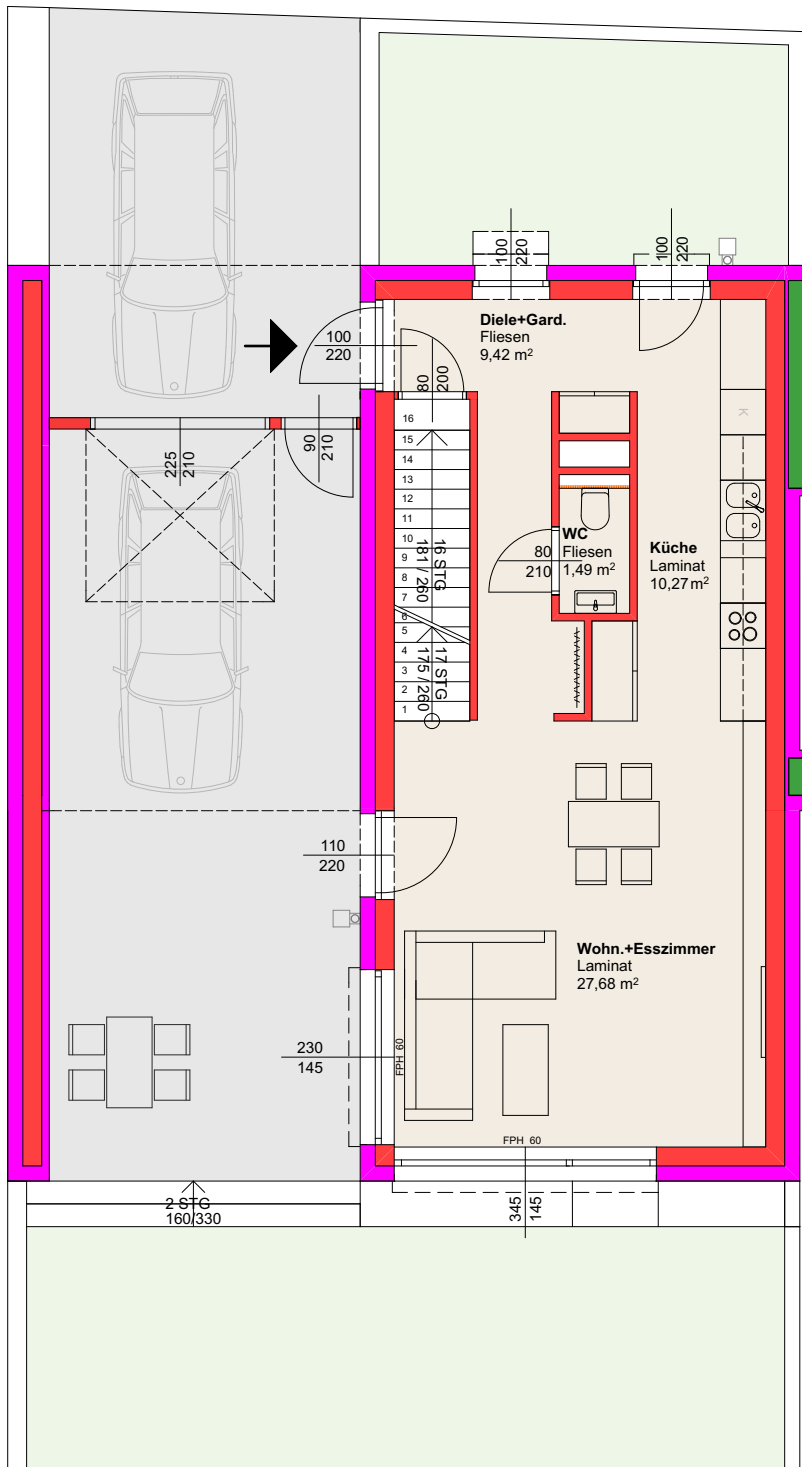 100
220
100
220
Diele+Gard.
Fliesen
9,42 m²
100
220
80
200
K
225
210
90
210
16
15
14
13
12
11
10
9
8
7
6
5
4
3
2
1
16 STG
181 / 260
17 STG
175 / 260
WC
Fliesen
1,49 m²
80
210
Küche
Laminat
10,27 m²
110
220
Wohn.+Esszimmer
Laminat
27,68 m²
230
145
FPH 60
FPH 60
345
145
2 STG
160/330